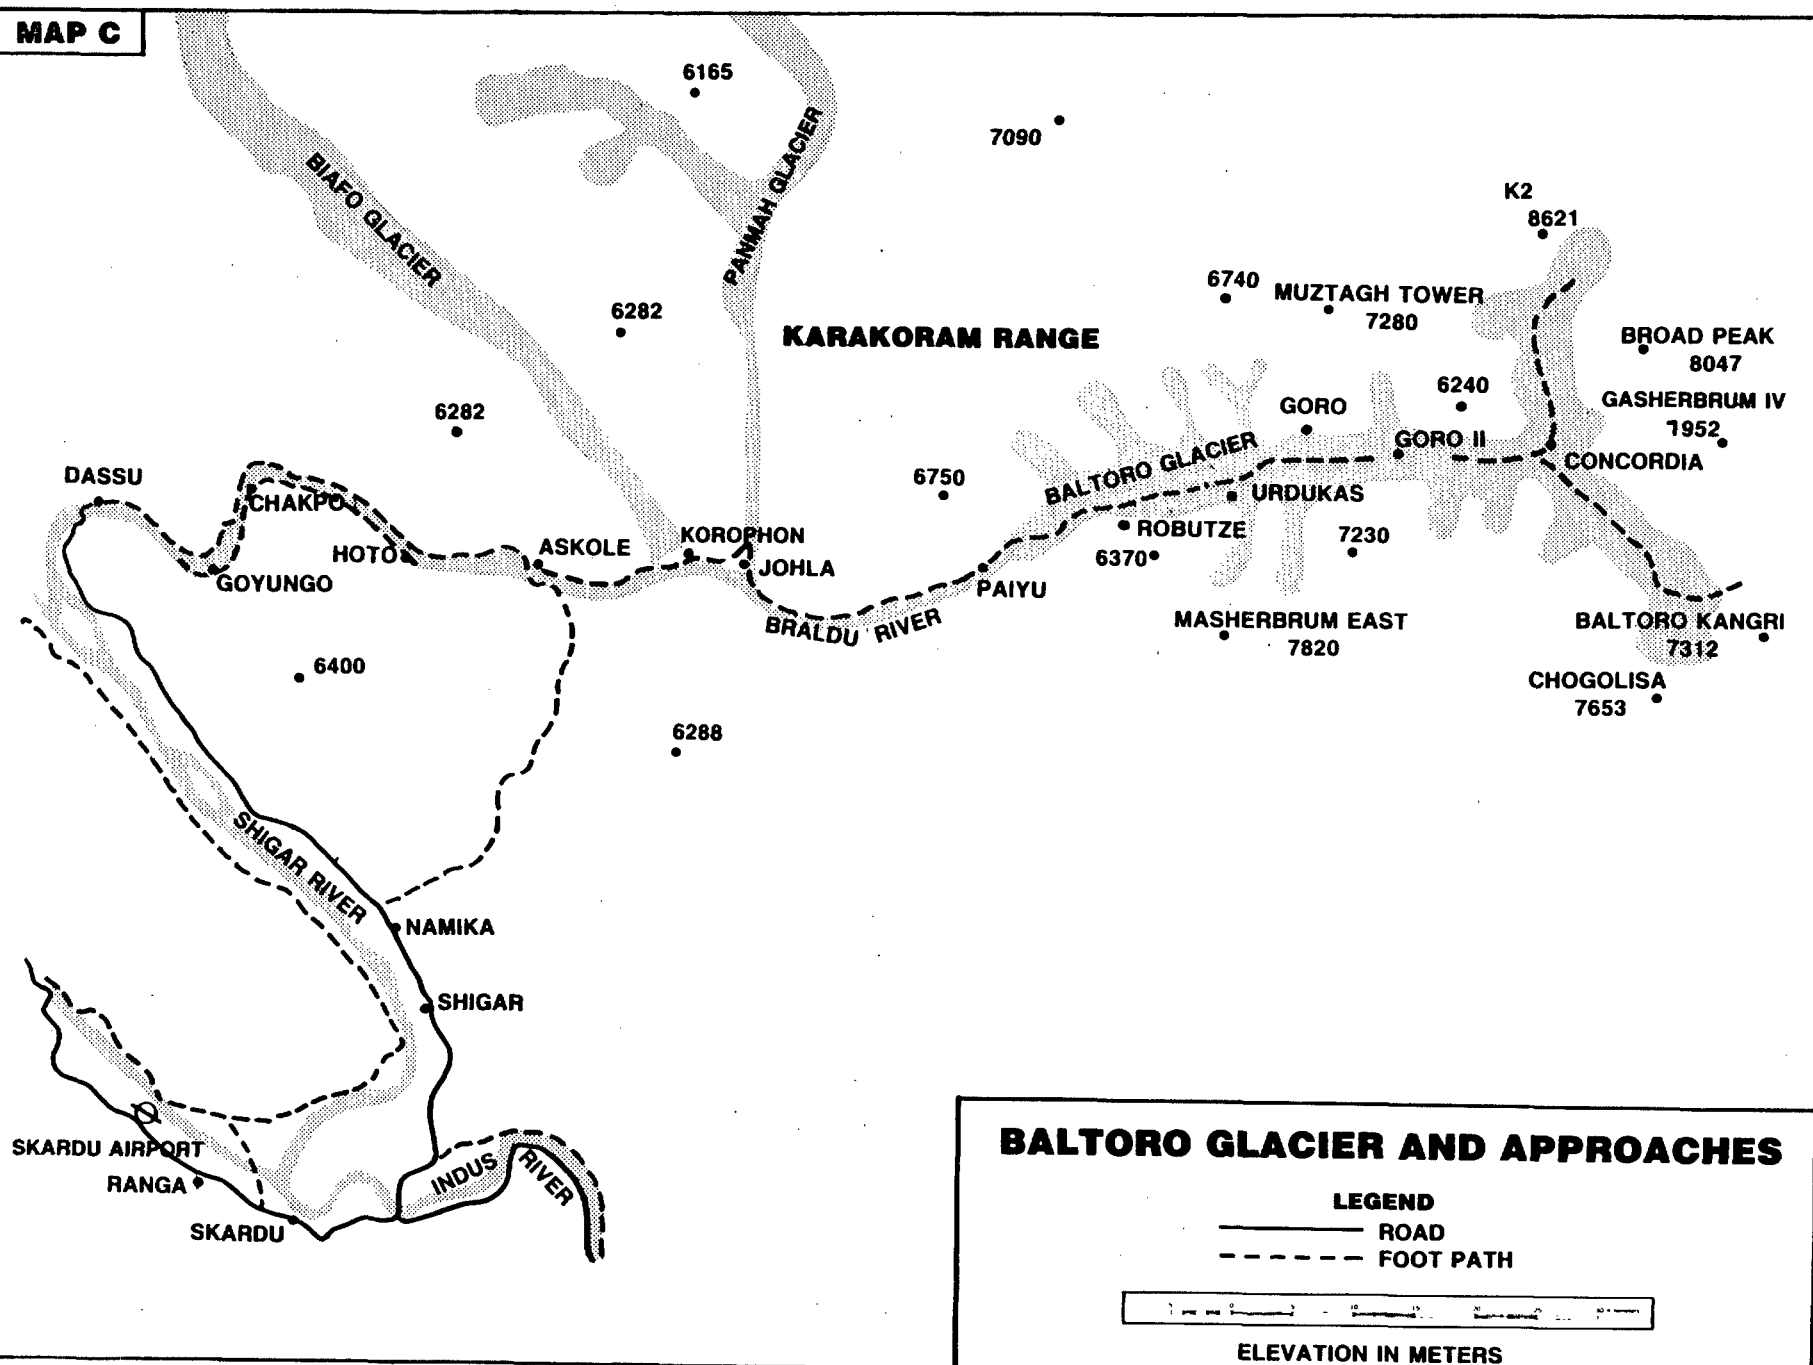 MAP C
6165
7090
BIAFO GLACIER
PANMAH GLACIER
K2
8621
6282
6740
MUZTAGH TOWER
7280
KARAKORAM RANGE
BROAD PEAK
8047
6282
6240
GASHERBRUM IV
7952
GORO
GORO II
CONCORDIA
DASSU
CHAKPO
6750
BALTORO GLACIER
URDUKAS
HOTO
ASKOLE
KOROPHON
ROBUTZE
7230
GOYUNGO
JOHLA
6370
PAIYU
BRALDU RIVER
MASHERBRUM EAST
7820
BALTORO KANGRI
7312
6400
CHOGOLISA
7653
6288
SHIGAR RIVER
NAMIKA
SHIGAR
SKARDU AIRPORT
RANGA
INDUS RIVER
SKARDU
BALTORO GLACIER AND APPROACHES
LEGEND
ROAD
FOOT PATH
ELEVATION IN METERS